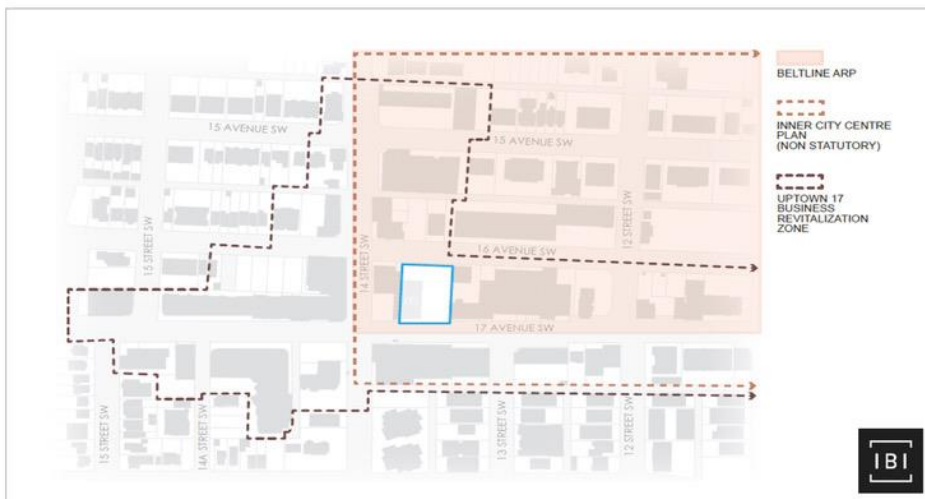 BELTLINE ARP
INNER CITY CENTRE
PLAN
(NON STATUTORY)
UPTOWN 17
BUSINESS
REVITALIZATION
ZONE
15 AVENUE SW
15 AVENUE SW
12 STREET SW
15 STREET SW
14 STREET SW
16 AVENUE SW
17 AVENUE SW
15 STREET SW
14A STREET SW
13 STREET SW
12 STREET SW
IBI